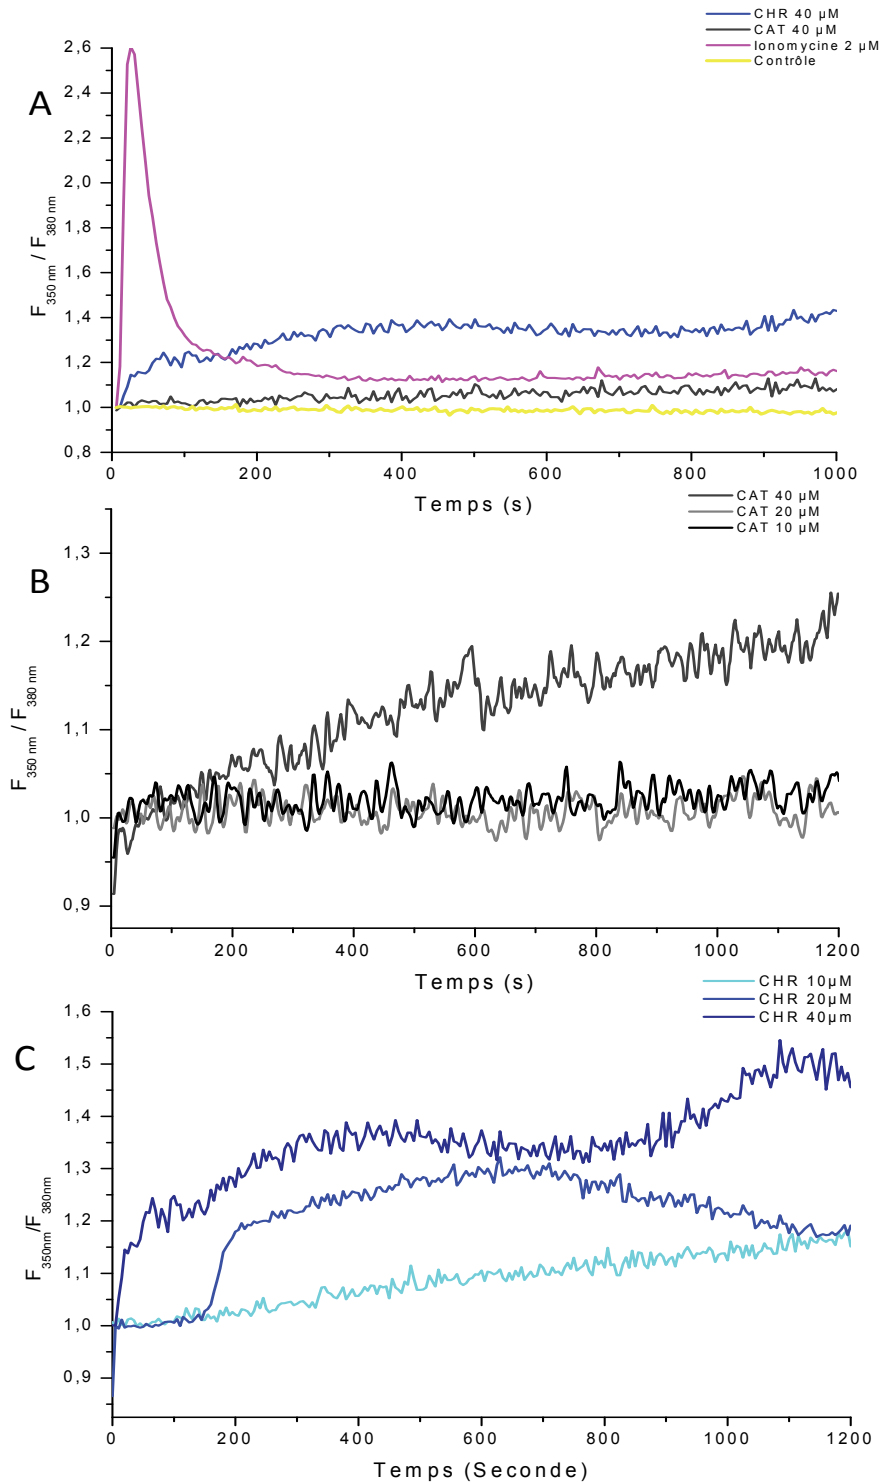 CHR 40 µM
CAT 40 µM
Ionomycine 2 µM
Contrôle
A
2,6
2,4
2,2
2,0
1,8
1,6
1,4
1,2
1,0
0,8
F350 nm / F380 nm
0 200 400 600 800 1000
Temps (s)
CAT 40 µM
CAT 20 µM
CAT 10 µM
B
1,3
1,2
1,1
1,0
0,9
F350 nm / F380 nm
0 200 400 600 800 1000 1200
Temps (s)
CHR 10µM
CHR 20µM
CHR 40µm
C
1,6
1,5
1,4
1,3
1,2
1,1
1,0
0,9
F350nm/F380nm
0 200 400 600 800 1000 1200
Temps (Seconde)